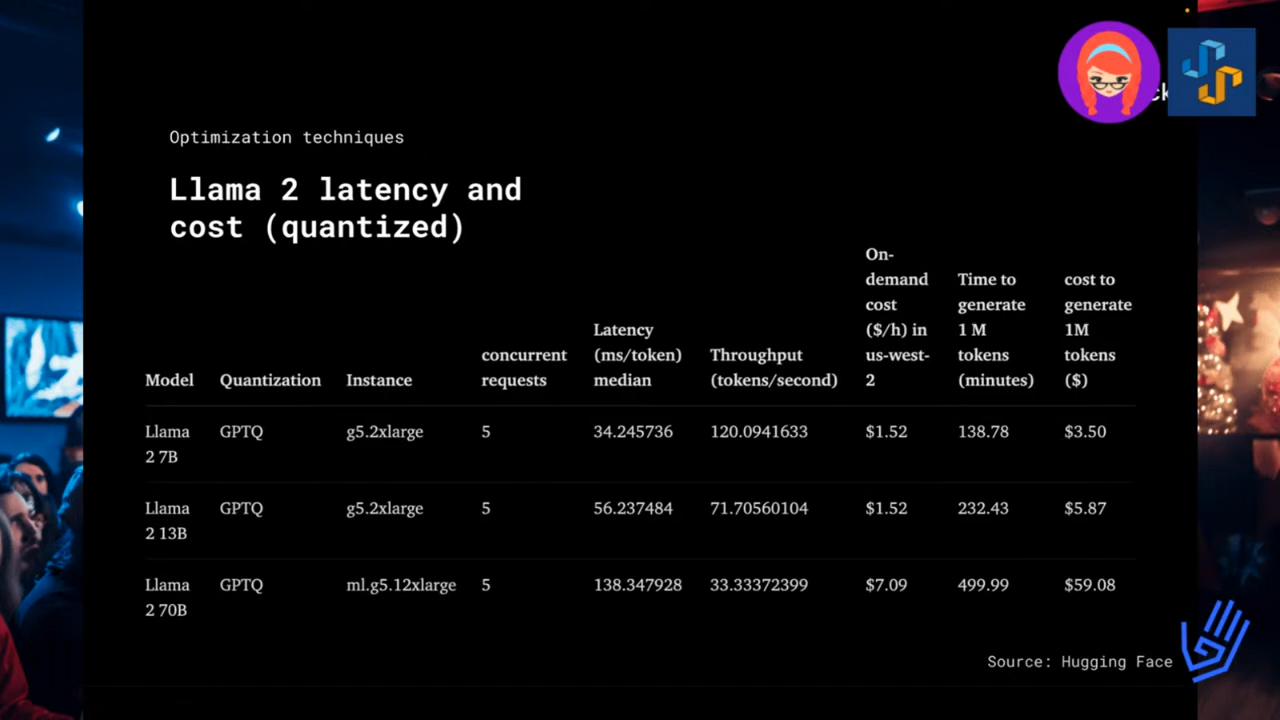 Optimization techniques
Llama 2 latency and
cost (quantized)
Model Quantization Instance concurrent requests Latency (ms/token) median Throughput (tokens/second) On-demand cost ($/h) in us-west-2 Time to generate 1 M tokens (minutes) cost to generate 1M tokens ($)
Llama 2 7B GPTQ g5.2xlarge 5 34.245736 120.0941633 $1.52 138.78 $3.50
Llama 2 13B GPTQ g5.2xlarge 5 56.237484 71.70560104 $1.52 232.43 $5.87
Llama 2 70B GPTQ ml.g5.12xlarge 5 138.347928 33.33372399 $7.09 499.99 $59.08
Source: Hugging Face